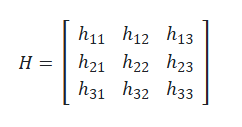 h₁₁ h₁₂ h₁₃
H = h₂₁ h₂₂ h₂₃
h₃₁ h₃₂ h₃₃